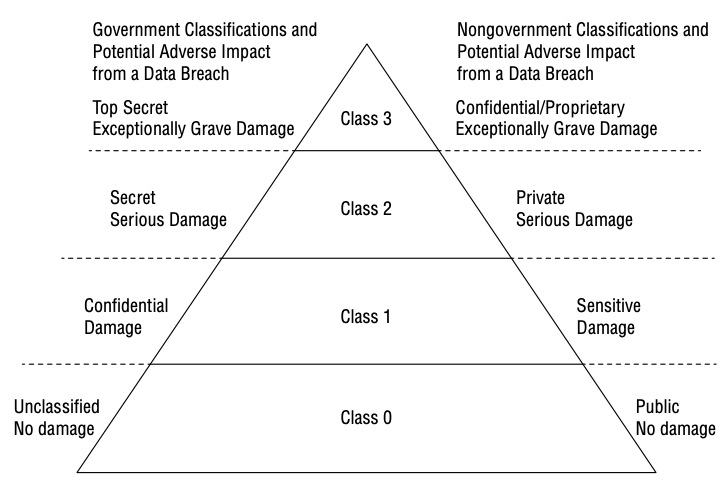 Government Classifications and
Potential Adverse Impact
from a Data Breach
Nongovernment Classifications and
Potential Adverse Impact
from a Data Breach
Top Secret
Exceptionally Grave Damage
Class 3
Confidential/Proprietary
Exceptionally Grave Damage
Secret
Serious Damage
Class 2
Private
Serious Damage
Confidential
Damage
Class 1
Sensitive
Damage
Unclassified
No damage
Class 0
Public
No damage